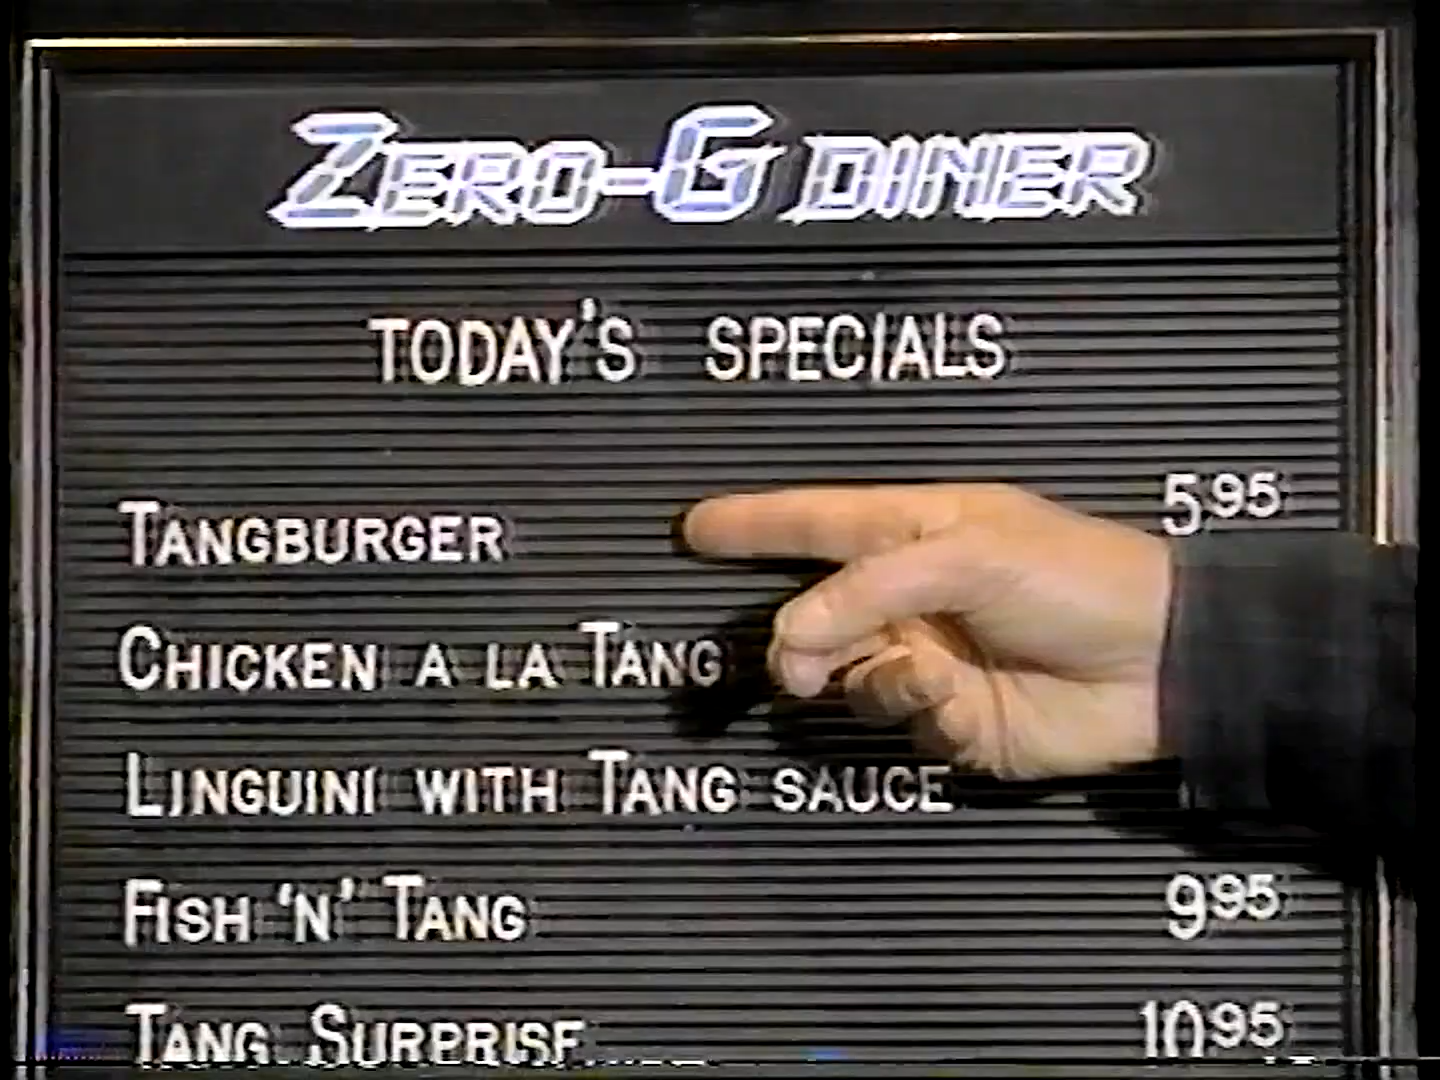 ZERO-G DINER
TODAY'S SPECIALS
TANGBURGER 5.95
CHICKEN A LA TANG
LINGUINI WITH TANG SAUCE
FISH 'N' TANG 9.95
TANG SURPRISE 10.95